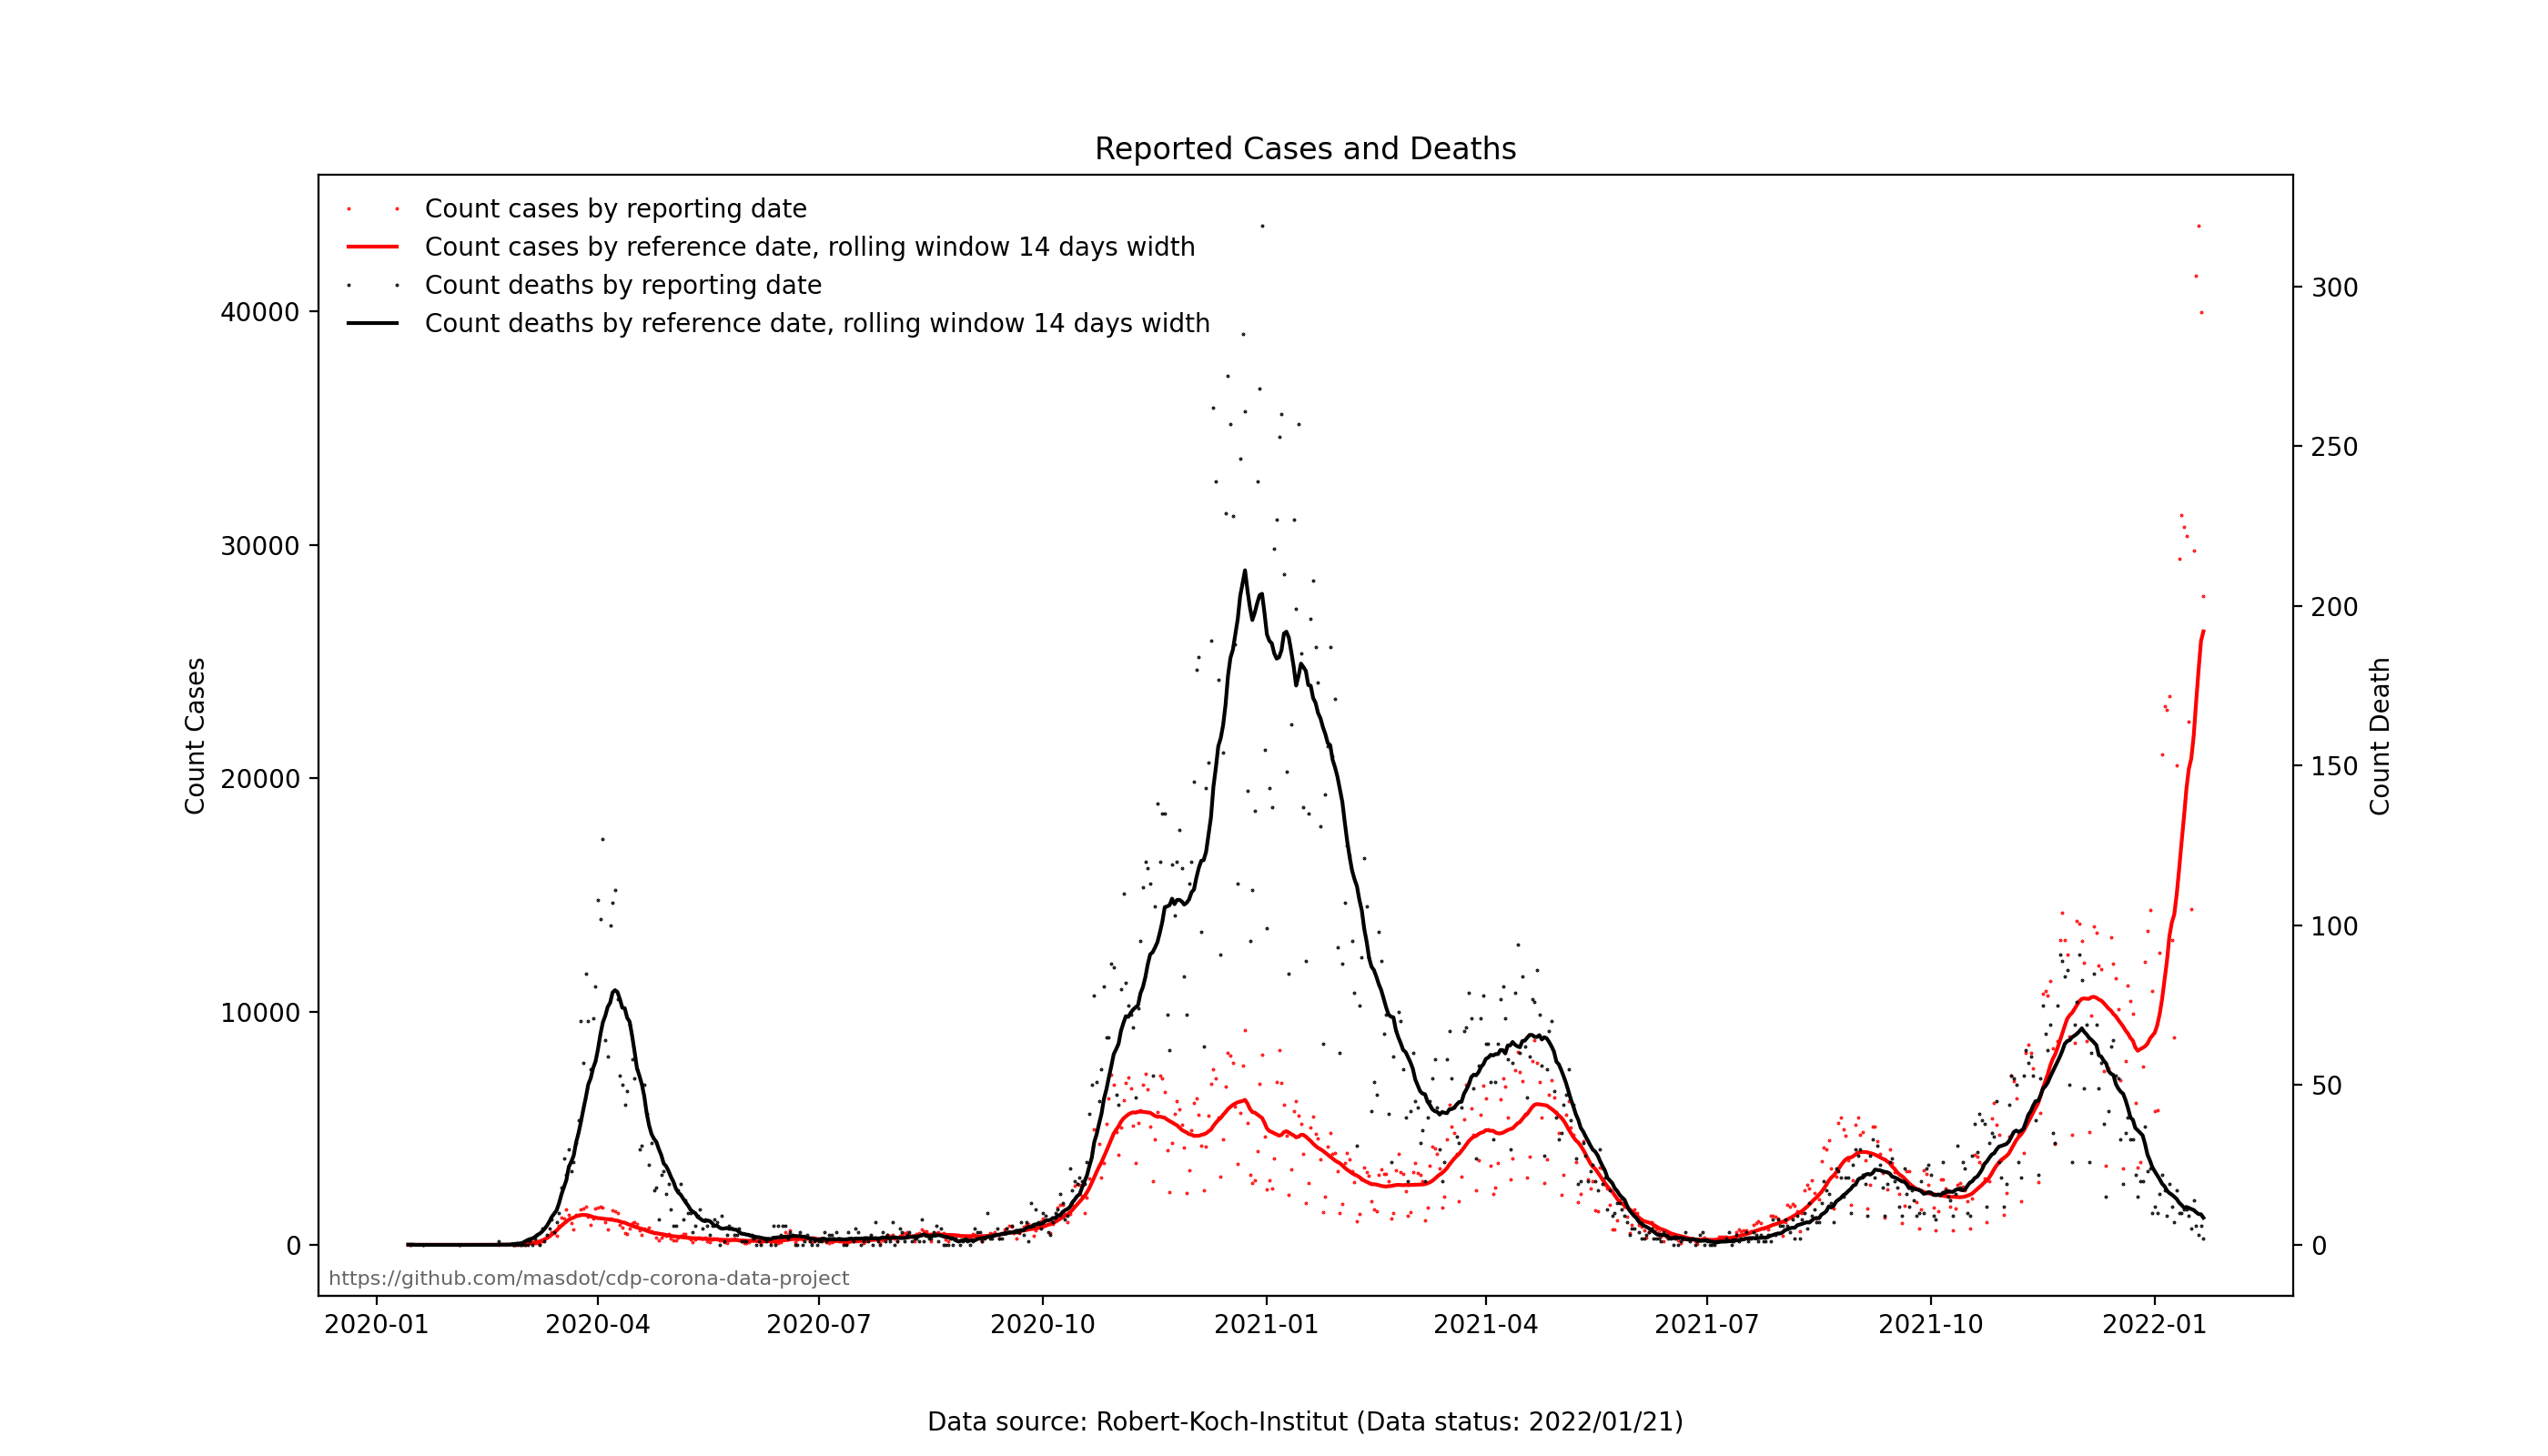 Reported Cases and Deaths
Count cases by reporting date
Count cases by reference date, rolling window 14 days width
Count deaths by reporting date
Count deaths by reference date, rolling window 14 days width
40000
30000
20000
10000
0
Count Cases
300
250
200
150
100
50
0
Count Death
https://github.com/masdot/cdp-corona-data-project
2020-01 2020-04 2020-07 2020-10 2021-01 2021-04 2021-07 2021-10 2022-01
Data source: Robert-Koch-Institut (Data status: 2022/01/21)